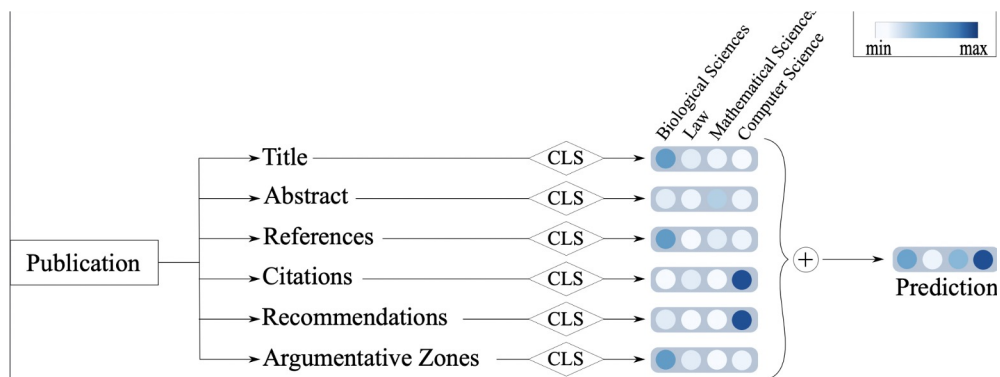 min max
Biological Sciences
Law
Mathematical Sciences
Computer Science
Title CLS
Abstract CLS
References CLS
Publication
Citations CLS
+
Prediction
Recommendations CLS
Argumentative Zones CLS